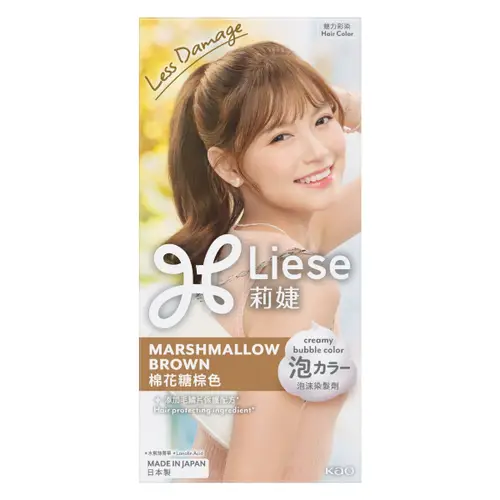 Less Damage
魅力彩染
Hair Color
Liese
莉婕
creamy
bubble color
泡カラー
泡沫染髮劑
MARSHMALLOW
BROWN
棉花糖棕色
Hair protecting ingredient*
MADE IN JAPAN
日本製
Kao